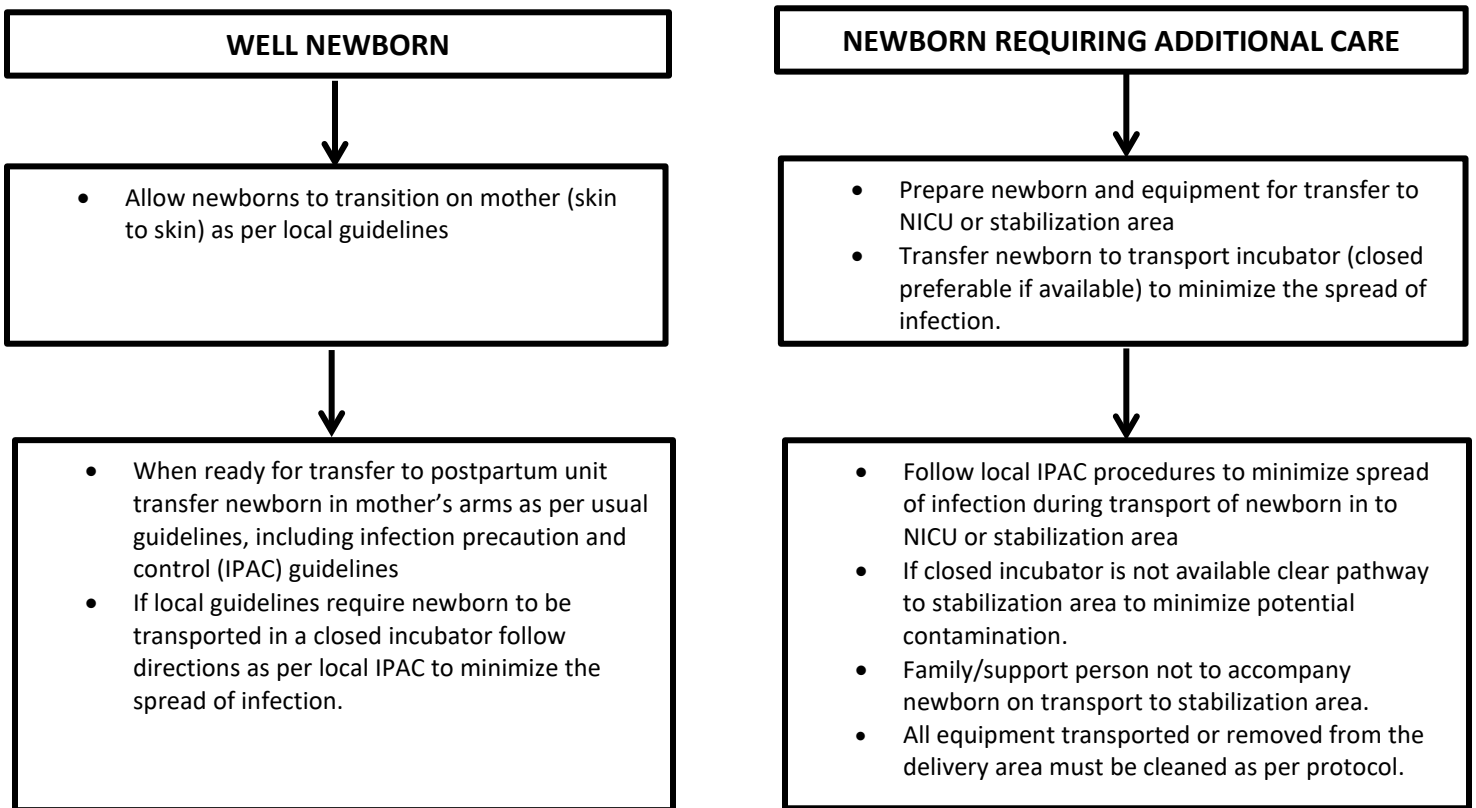 WELL NEWBORN
• Allow newborns to transition on mother (skin
to skin) as per local guidelines
• When ready for transfer to postpartum unit
transfer newborn in mother’s arms as per usual
guidelines, including infection precaution and
control (IPAC) guidelines
• If local guidelines require newborn to be
transported in a closed incubator follow
directions as per local IPAC to minimize the
spread of infection.
NEWBORN REQUIRING ADDITIONAL CARE
• Prepare newborn and equipment for transfer to
NICU or stabilization area
• Transfer newborn to transport incubator (closed
preferable if available) to minimize the spread of
infection.
• Follow local IPAC procedures to minimize spread
of infection during transport of newborn in to
NICU or stabilization area
• If closed incubator is not available clear pathway
to stabilization area to minimize potential
contamination.
• Family/support person not to accompany
newborn on transport to stabilization area.
• All equipment transported or removed from the
delivery area must be cleaned as per protocol.